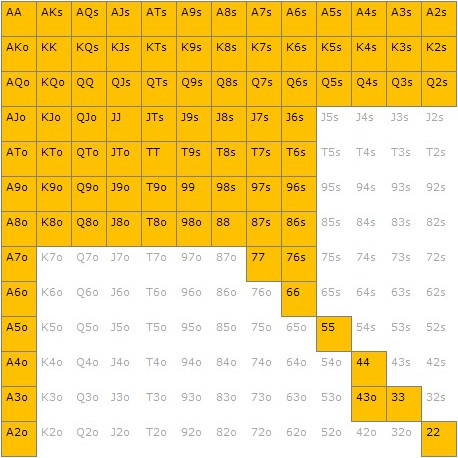 AA AKs AQs AJs ATs A9s A8s A7s A6s A5s A4s A3s A2s
AKo KK KQs KJs KTs K9s K8s K7s K6s K5s K4s K3s K2s
AQo KQo QQ QJs QTs Q9s Q8s Q7s Q6s Q5s Q4s Q3s Q2s
AJo KJo QJo JJ JTs J9s J8s J7s J6s J5s J4s J3s J2s
ATo KTo QTo JTo TT T9s T8s T7s T6s T5s T4s T3s T2s
A9o K9o Q9o J9o T9o 99 98s 97s 96s 95s 94s 93s 92s
A8o K8o Q8o J8o T8o 98o 88 87s 86s 85s 84s 83s 82s
A7o K7o Q7o J7o T7o 97o 87o 77 76s 75s 74s 73s 72s
A6o K6o Q6o J6o T6o 96o 86o 76o 66 65s 64s 63s 62s
A5o K5o Q5o J5o T5o 95o 85o 75o 65o 55 54s 53s 52s
A4o K4o Q4o J4o T4o 94o 84o 74o 64o 54o 44 43s 42s
A3o K3o Q3o J3o T3o 93o 83o 73o 63o 53o 43o 33 32s
A2o K2o Q2o J2o T2o 92o 82o 72o 62o 52o 42o 32o 22